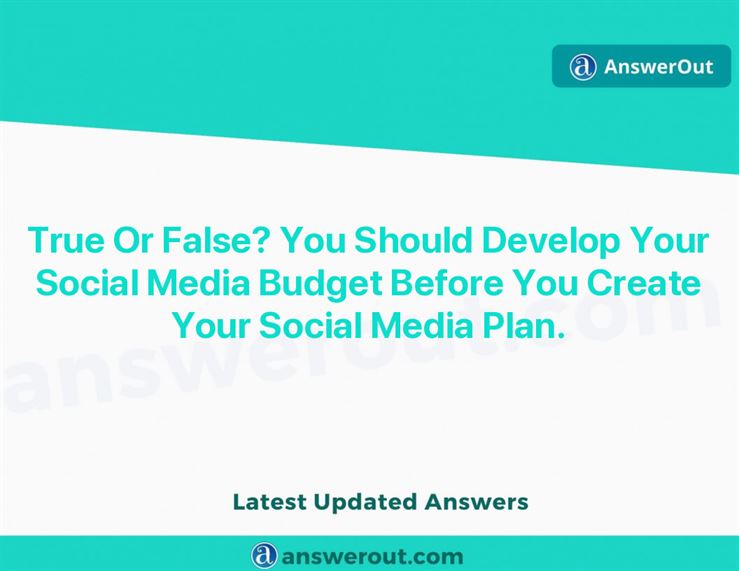 AnswerOut
True Or False? You Should Develop Your
Social Media Budget Before You Create
Your Social Media Plan.
answerout.com
Latest Updated Answers
answerout.com